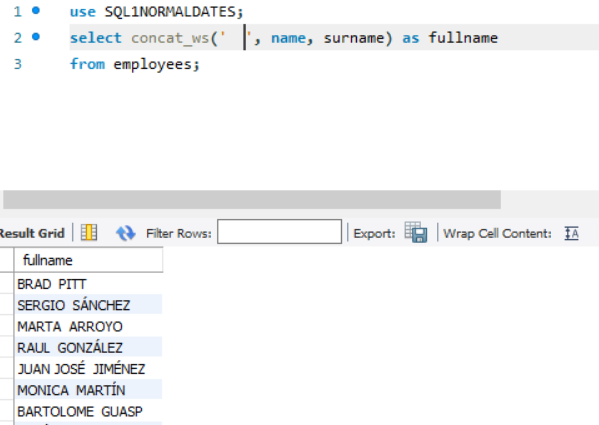 1 use SQL1NORMALDATES;
2 select concat_ws('   ', name, surname) as fullname
3 from employees;
Result Grid Filter Rows: Export: Wrap Cell Content:
fullname
BRAD  PITT
SERGIO  SÁNCHEZ
MARTA  ARROYO
RAUL  GONZÁLEZ
JUAN JOSÉ  JIMÉNEZ
MONICA  MARTÍN
BARTOLOME  GUASP